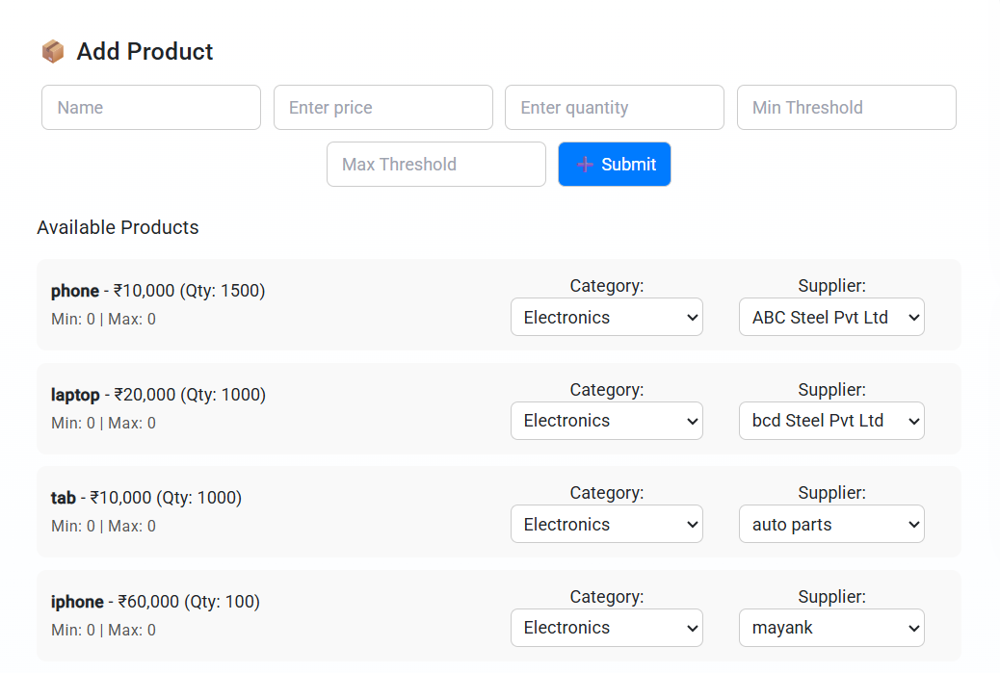 📦 Add Product
Name
Enter price
Enter quantity
Min Threshold
Max Threshold
➕ Submit
Available Products
phone - ₹10,000 (Qty: 1500)
Min: 0 | Max: 0
Category:
Electronics
Supplier:
ABC Steel Pvt Ltd
laptop - ₹20,000 (Qty: 1000)
Min: 0 | Max: 0
Category:
Electronics
Supplier:
bcd Steel Pvt Ltd
tab - ₹10,000 (Qty: 1000)
Min: 0 | Max: 0
Category:
Electronics
Supplier:
auto parts
iphone - ₹60,000 (Qty: 100)
Min: 0 | Max: 0
Category:
Electronics
Supplier:
mayank